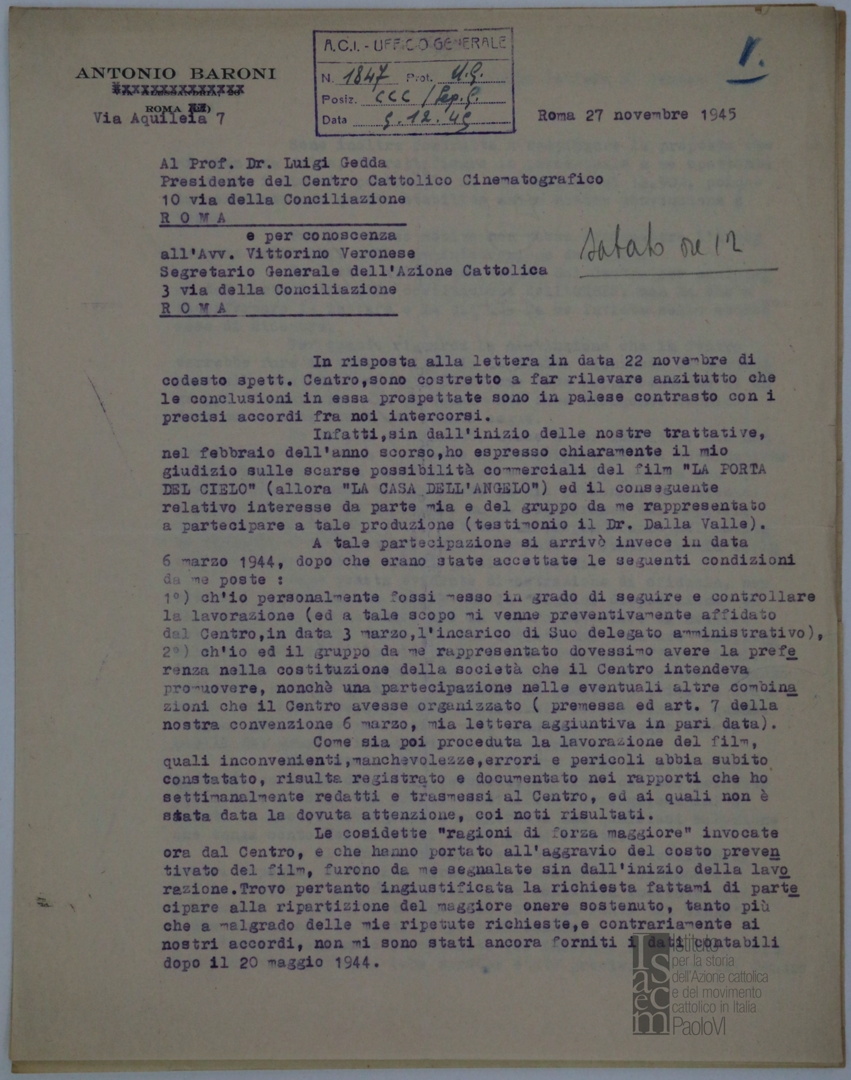 ANTONIO BARONI
ROMA
Via Aquileia 7
A.C.I. - UFFICIO GENERALE
N. 1847 Prot. U.G.
Posiz. CCC / Seg. G.
Data 5.12.45
1.
Roma 27 novembre 1945
Al Prof. Dr. Luigi Gedda
Presidente del Centro Cattolico Cinematografico
10 via della Conciliazione
R O M A
e per conoscenza
all'Avv. Vittorino Veronese
Segretario Generale dell'Azione Cattolica
3 via della Conciliazione
R O M A
Sabato ore 12
In risposta alla lettera in data 22 novembre di
codesto spett. Centro,sono costretto a far rilevare anzitutto che
le conclusioni in essa prospettate sono in palese contrasto con i
precisi accordi fra noi intercorsi.
Infatti,sin dall'inizio delle nostre trattative,
nel febbraio dell'anno scorso,ho espresso chiaramente il mio
giudizio sulle scarse possibilità commerciali del film "LA PORTA
DEL CIELO" (allora "LA CASA DELL'ANGELO") ed il conseguente
relativo interesse da parte mia e del gruppo da me rappresentato
a partecipare a tale produzione (testimonio il Dr. Dalla Valle).
A tale partecipazione si arrivò invece in data
6 marzo 1944, dopo che erano state accettate le seguenti condizioni
da me poste :
1°) ch'io personalmente fossi messo in grado di seguire e controllare
la lavorazione (ed a tale scopo mi venne preventivamente affidato
dal Centro,in data 3 marzo,l'incarico di Suo delegato amministrativo),
2°) ch'io ed il gruppo da me rappresentato dovessimo avere la prefe
renza nella costituzione della società che il Centro intendeva
promuovere, nonchè una partecipazione nelle eventuali altre combina
zioni che il Centro avesse organizzato ( premessa ed art. 7 della
nostra convenzione 6 marzo, mia lettera aggiuntiva in pari data).
Come sia poi proceduta la lavorazione del film,
quali inconvenienti,manchevolezze,errori e pericoli abbia subito
constatato, risulta registrato e documentato nei rapporti che ho
settimanalmente redatti e trasmessi al Centro, ed ai quali non è
stata data la dovuta attenzione, coi noti risultati.
Le cosidette "ragioni di forza maggiore" invocate
ora dal Centro, e che hanno portato all'aggravio del costo preven
tivato del film, furono da me segnalate sin dall'inizio della lavo
razione.Trovo pertanto ingiustificata la richiesta fattami di parte
cipare alla ripartizione del maggiore onere sostenuto, tanto più
che a malgrado delle mie ripetute richieste,e contrariamente ai
nostri accordi, non mi sono stati ancora forniti i dati contabili
dopo il 20 maggio 1944.
Isacem
Istituto
per la storia
dell'Azione cattolica
e del movimento
cattolico in Italia
PaoloVI